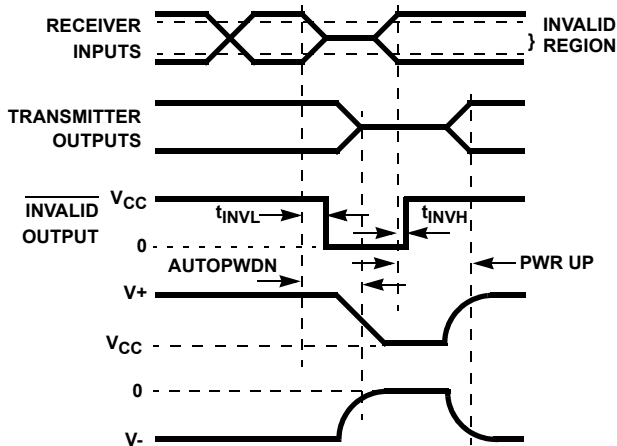 RECEIVER
INPUTS
INVALID
} REGION
TRANSMITTER
OUTPUTS
INVALID
OUTPUT
VCC
0
tINVL
tINVH
AUTOPWDN
PWR UP
V+
VCC
0
V-